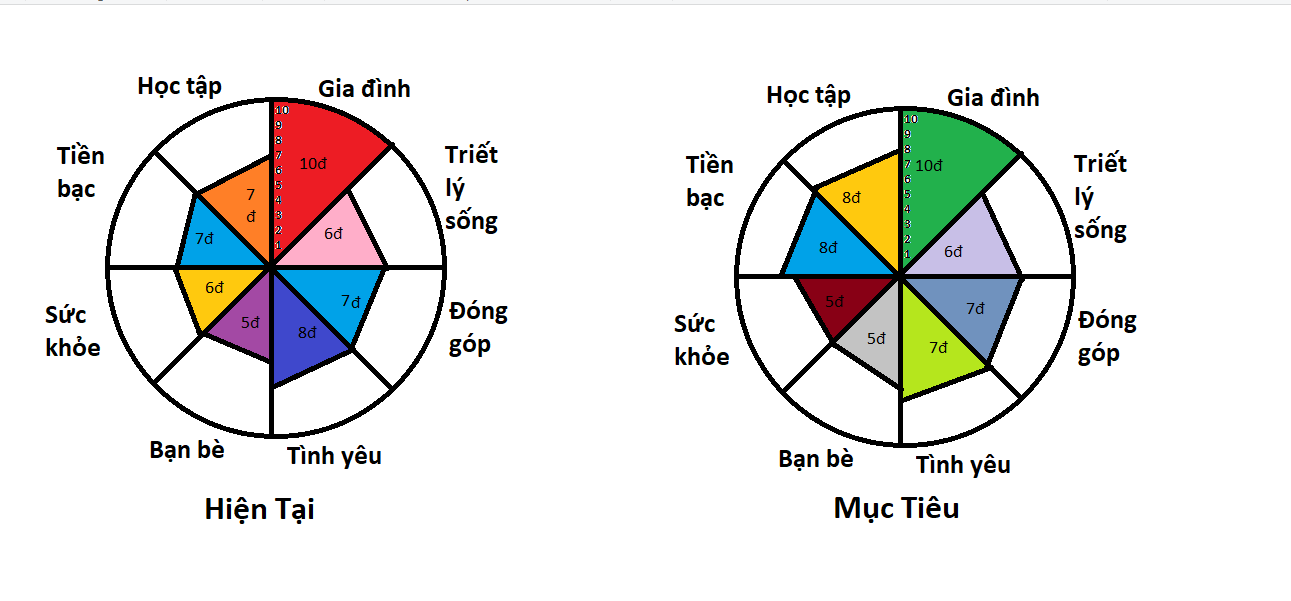 Học tập
Gia đình
Tiền
bạc
Triết
lý
sống
10
9
8
7
6
5
4
3
2
1
10đ
7
đ
6đ
7đ
6đ
7đ
5đ
8đ
Sức
khỏe
Đóng
góp
Bạn bè
Tình yêu
Hiện Tại
Học tập
Gia đình
Tiền
bạc
Triết
lý
sống
10
9
8
7
6
5
4
3
2
1
10đ
8đ
8đ
6đ
5đ
7đ
5đ
7đ
Sức
khỏe
Đóng
góp
Bạn bè
Tình yêu
Mục Tiêu